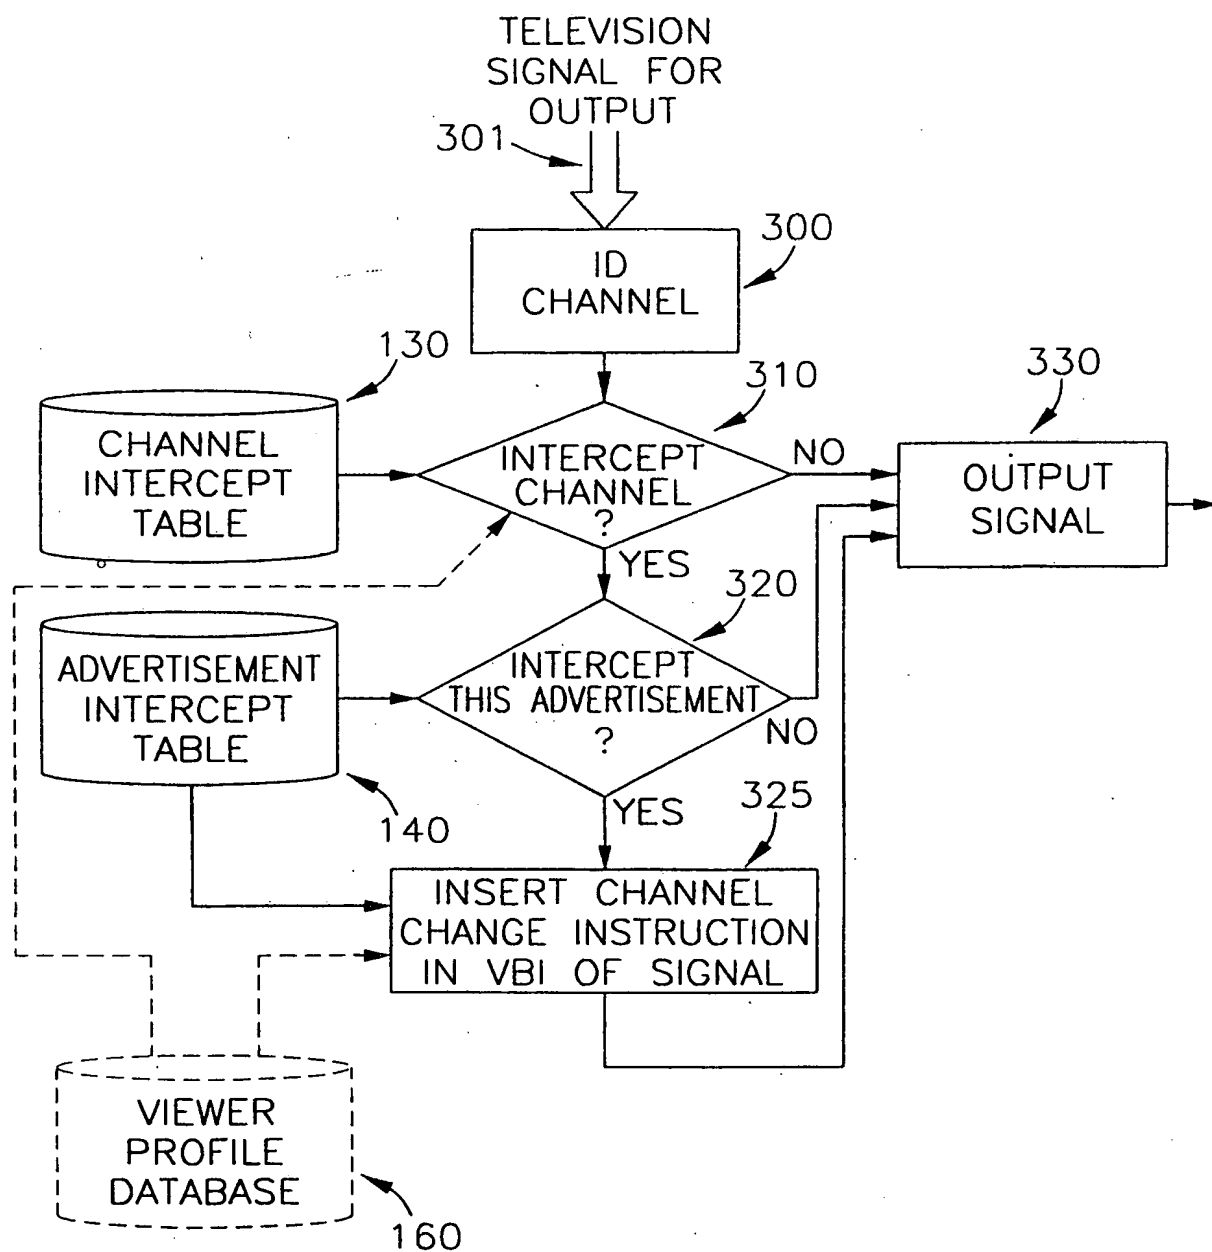 TELEVISION
SIGNAL FOR
OUTPUT
301
300
ID
CHANNEL
130
310
330
CHANNEL
INTERCEPT
TABLE
INTERCEPT
CHANNEL
?
NO
OUTPUT
SIGNAL
YES
320
ADVERTISEMENT
INTERCEPT
TABLE
INTERCEPT
THIS ADVERTISEMENT
?
NO
140
YES
325
INSERT CHANNEL
CHANGE INSTRUCTION
IN VBI OF SIGNAL
VIEWER
PROFILE
DATABASE
160